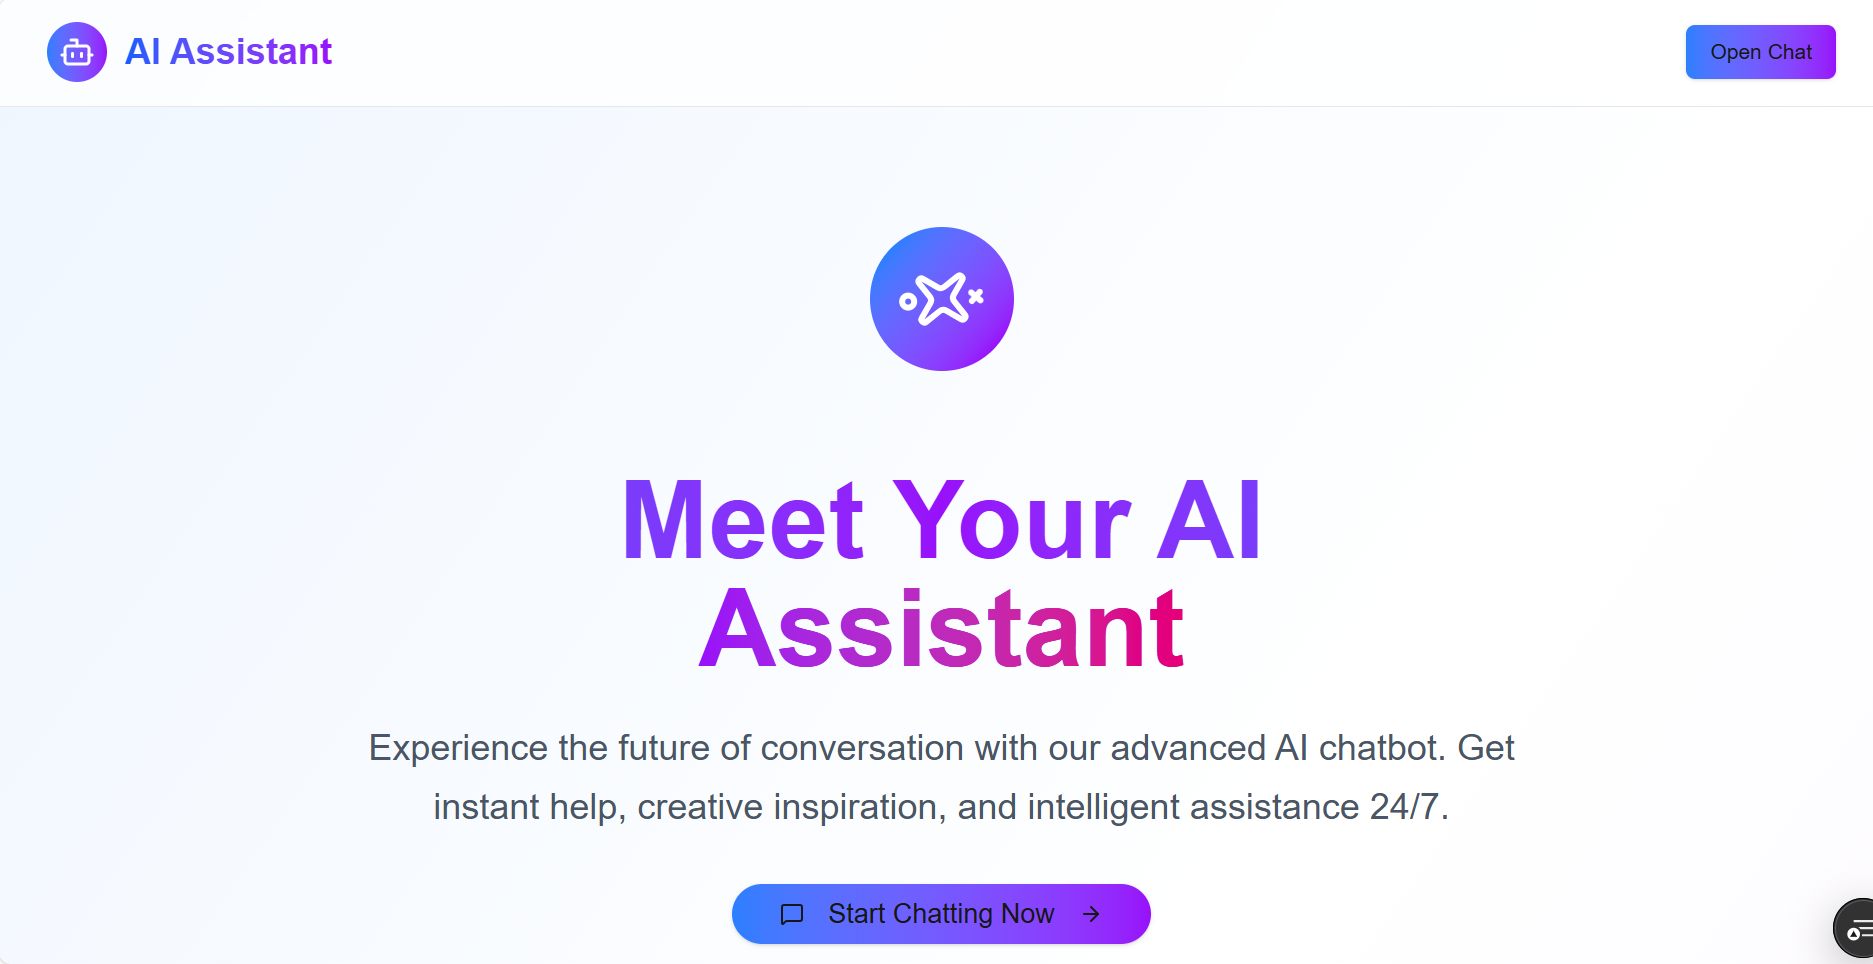 AI Assistant
Open Chat
Meet Your AI
Assistant
Experience the future of conversation with our advanced AI chatbot. Get
instant help, creative inspiration, and intelligent assistance 24/7.
Start Chatting Now